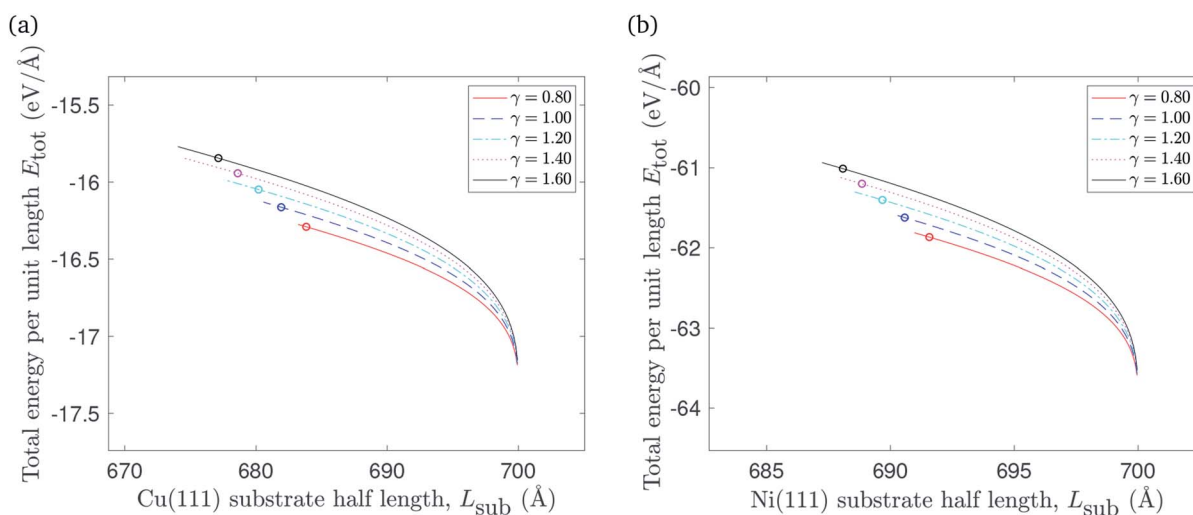 (a)
Total energy per unit length E_tot (eV/Å)
-15.5
-16
-16.5
-17
-17.5
670
680
690
700
Cu(111) substrate half length, L_sub (Å)
γ = 0.80
γ = 1.00
γ = 1.20
γ = 1.40
γ = 1.60
(b)
Total energy per unit length E_tot (eV/Å)
-60
-61
-62
-63
-64
685
690
695
700
Ni(111) substrate half length, L_sub (Å)
γ = 0.80
γ = 1.00
γ = 1.20
γ = 1.40
γ = 1.60